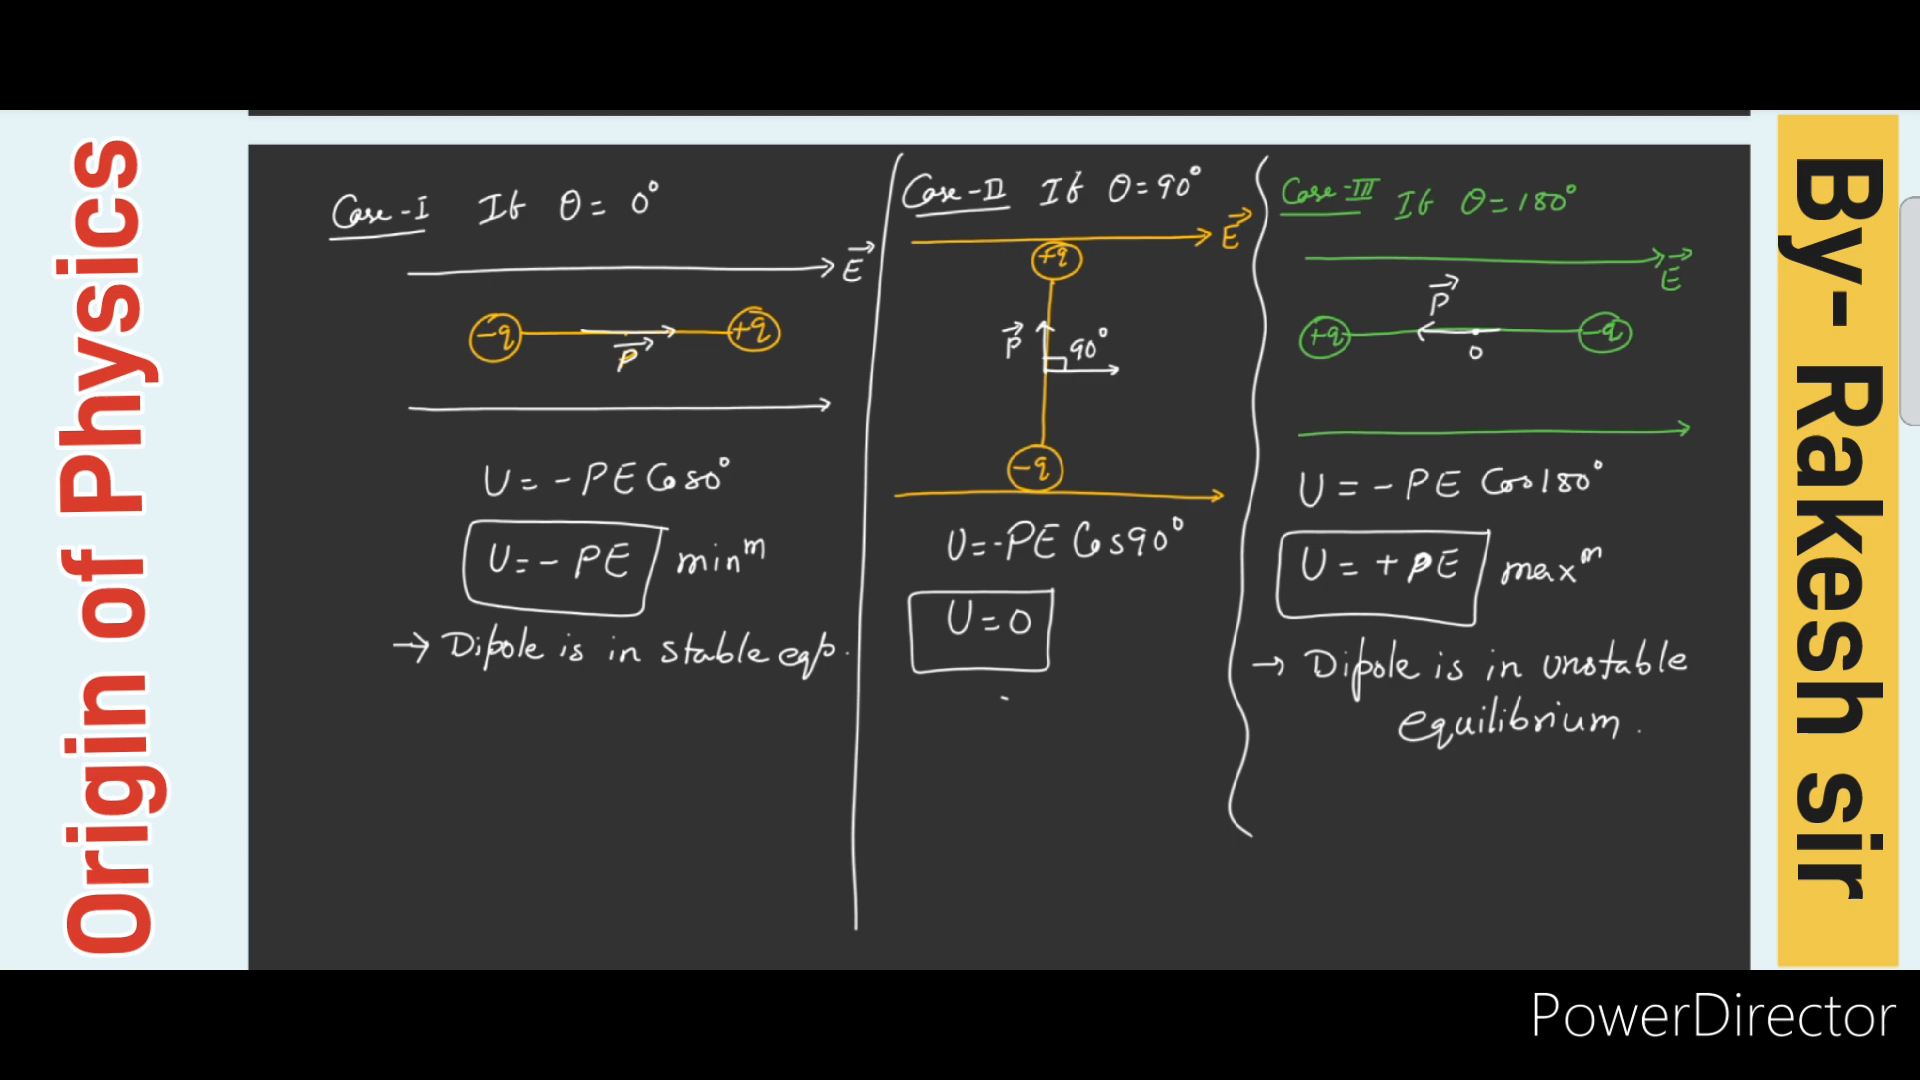 Origin of Physics
Case-I If θ = 0°
E
-q +q
P
U = - PE Cos0°
U = - PE minᵐ
→ Dipole is in stable eqb.
Case-II If θ = 90°
E
+q
P 90°
-q
U = -PE Cos90°
U = 0
Case-III If θ = 180°
E
P
+q -q
o
U = - PE Cos180°
U = + PE maxᵐ
→ Dipole is in unstable
equilibrium.
By- Rakesh sir
PowerDirector